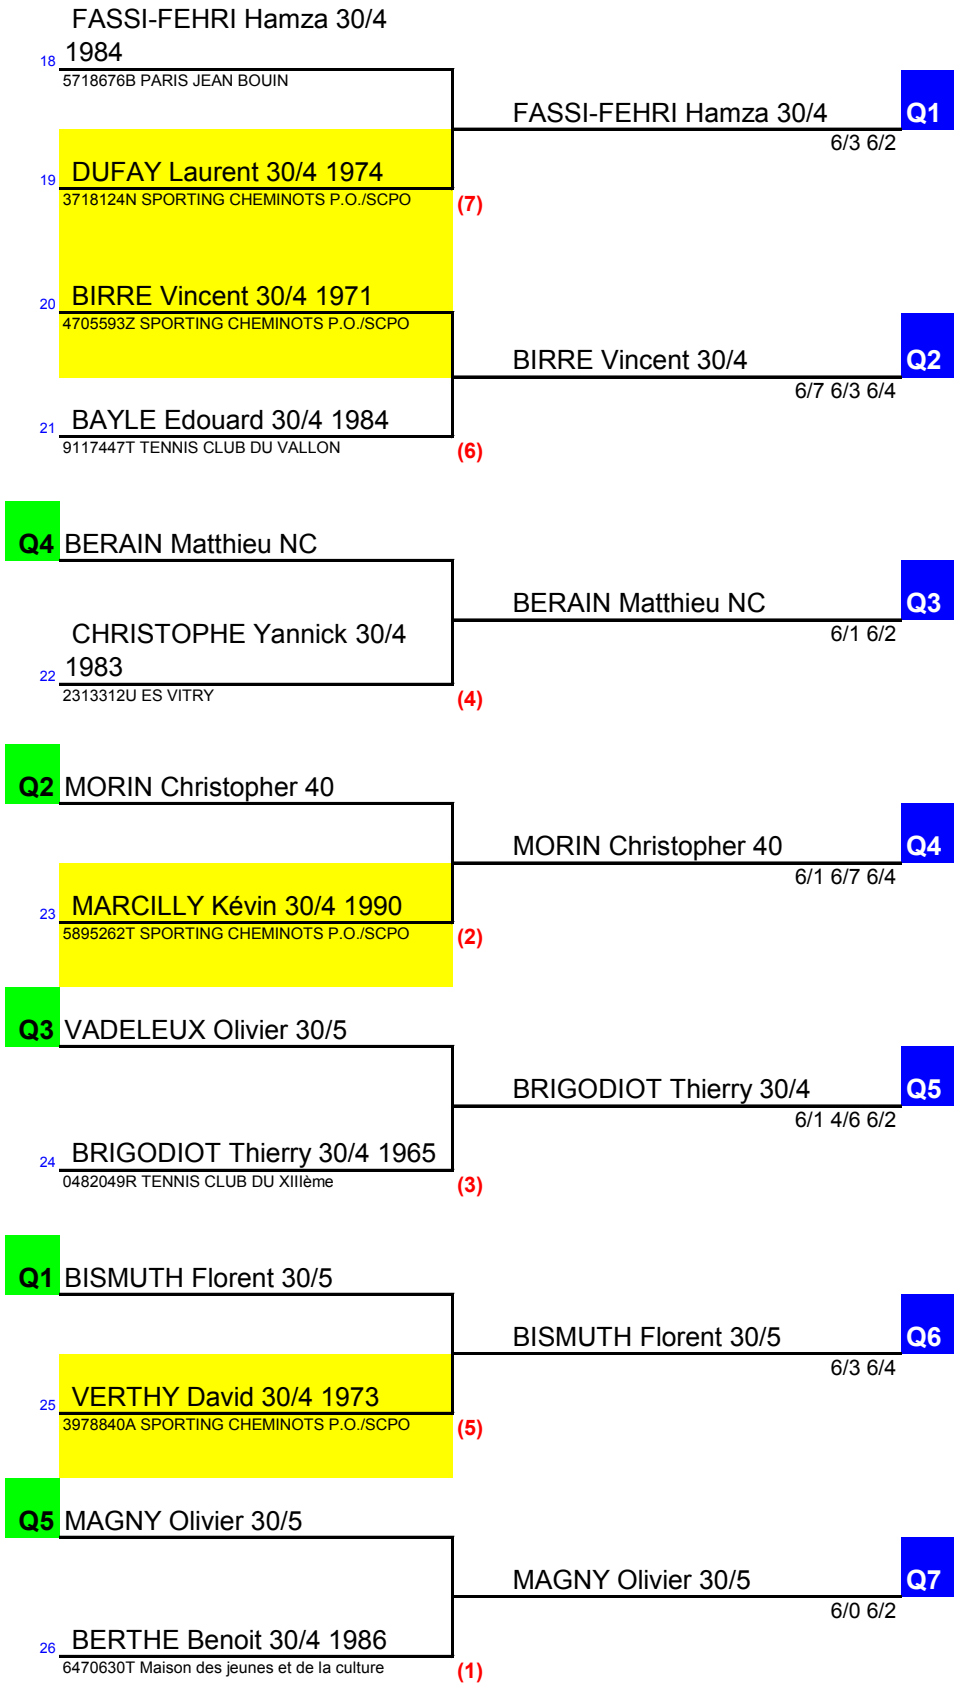 FASSI-FEHRI Hamza 30/4
18 1984
5718676B PARIS JEAN BOUIN
FASSI-FEHRI Hamza 30/4 Q1
6/3 6/2
19 DUFAY Laurent 30/4 1974
3718124N SPORTING CHEMINOTS P.O./SCPO (7)
20 BIRRE Vincent 30/4 1971
4705593Z SPORTING CHEMINOTS P.O./SCPO
BIRRE Vincent 30/4 Q2
6/7 6/3 6/4
21 BAYLE Edouard 30/4 1984
9117447T TENNIS CLUB DU VALLON (6)
Q4 BERAIN Matthieu NC
BERAIN Matthieu NC Q3
6/1 6/2
CHRISTOPHE Yannick 30/4
22 1983
2313312U ES VITRY (4)
Q2 MORIN Christopher 40
MORIN Christopher 40 Q4
6/1 6/7 6/4
23 MARCILLY Kévin 30/4 1990
5895262T SPORTING CHEMINOTS P.O./SCPO (2)
Q3 VADELEUX Olivier 30/5
BRIGODIOT Thierry 30/4 Q5
6/1 4/6 6/2
24 BRIGODIOT Thierry 30/4 1965
0482049R TENNIS CLUB DU XIIIème (3)
Q1 BISMUTH Florent 30/5
BISMUTH Florent 30/5 Q6
6/3 6/4
25 VERTHY David 30/4 1973
3978840A SPORTING CHEMINOTS P.O./SCPO (5)
Q5 MAGNY Olivier 30/5
MAGNY Olivier 30/5 Q7
6/0 6/2
26 BERTHE Benoit 30/4 1986
6470630T Maison des jeunes et de la culture (1)